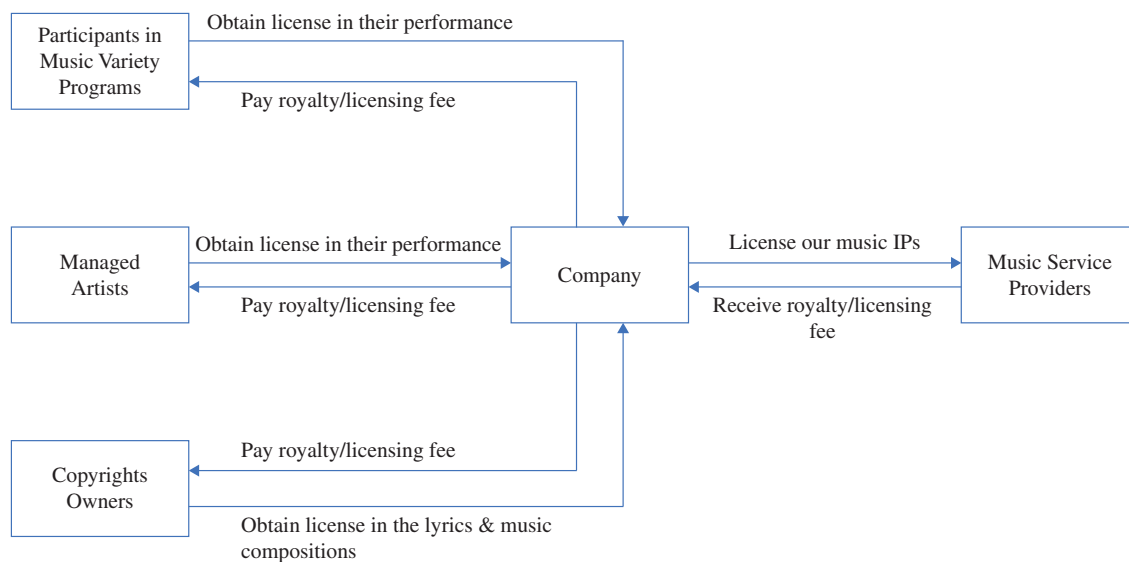 Obtain license in their performance
Participants in
Music Variety
Programs
Pay royalty/licensing fee
Managed
Artists
Obtain license in their performance
Pay royalty/licensing fee
Company
License our music IPs
Receive royalty/licensing
fee
Music Service
Providers
Pay royalty/licensing fee
Copyrights
Owners
Obtain license in the lyrics & music
compositions